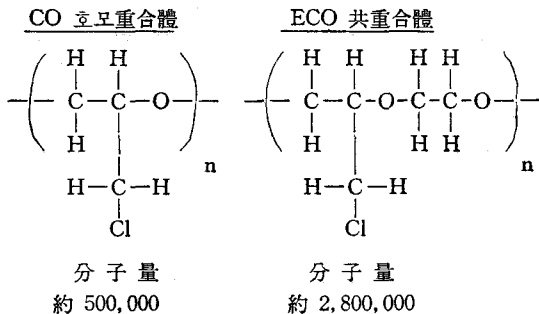 CO 호모重合體
ECO 共重合體
H H
H H H H
C C O
C C O C C O
H
H H H
n
n
H C H
H C H
Cl
Cl
分子量
約 500,000
分子量
約 2,800,000